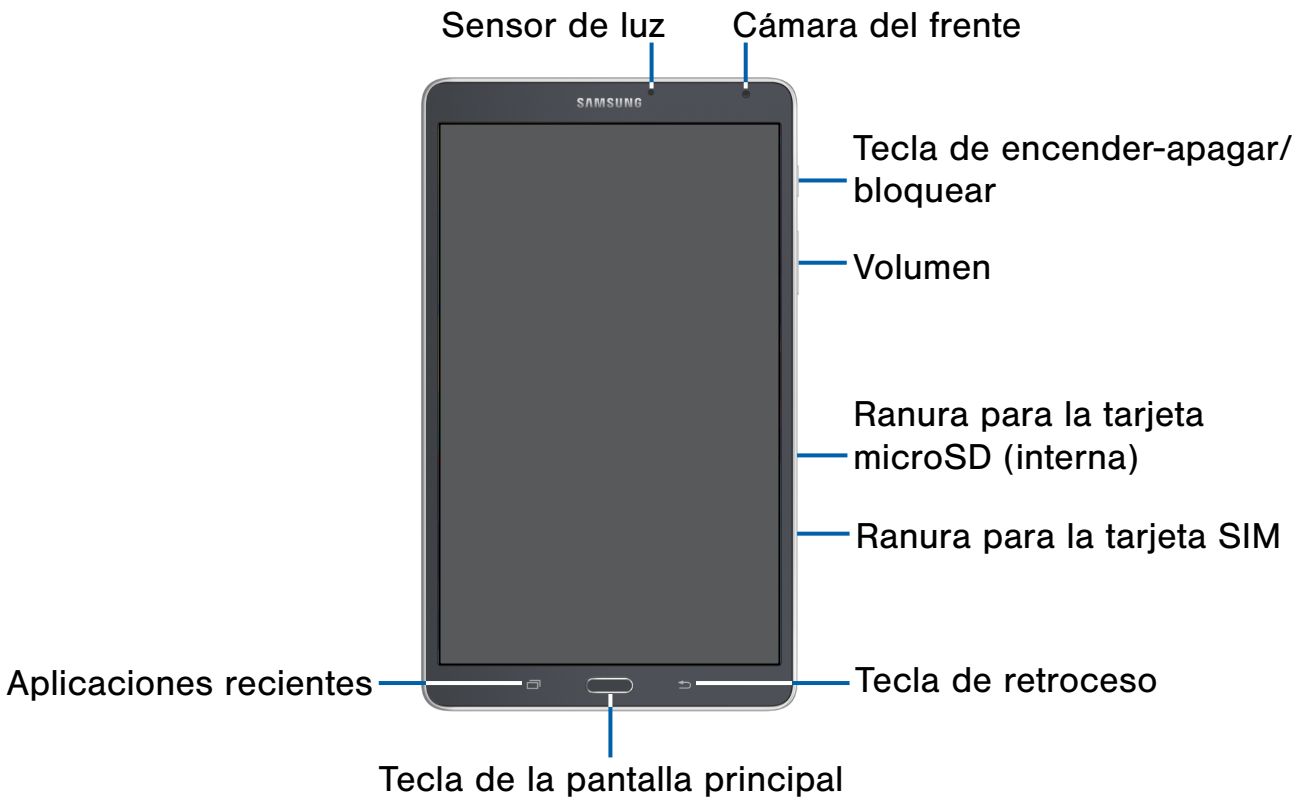 Sensor de luz
Cámara del frente
SAMSUNG
Tecla de encender-apagar/
bloquear
Volumen
Ranura para la tarjeta
microSD (interna)
Ranura para la tarjeta SIM
Aplicaciones recientes
Tecla de retroceso
Tecla de la pantalla principal